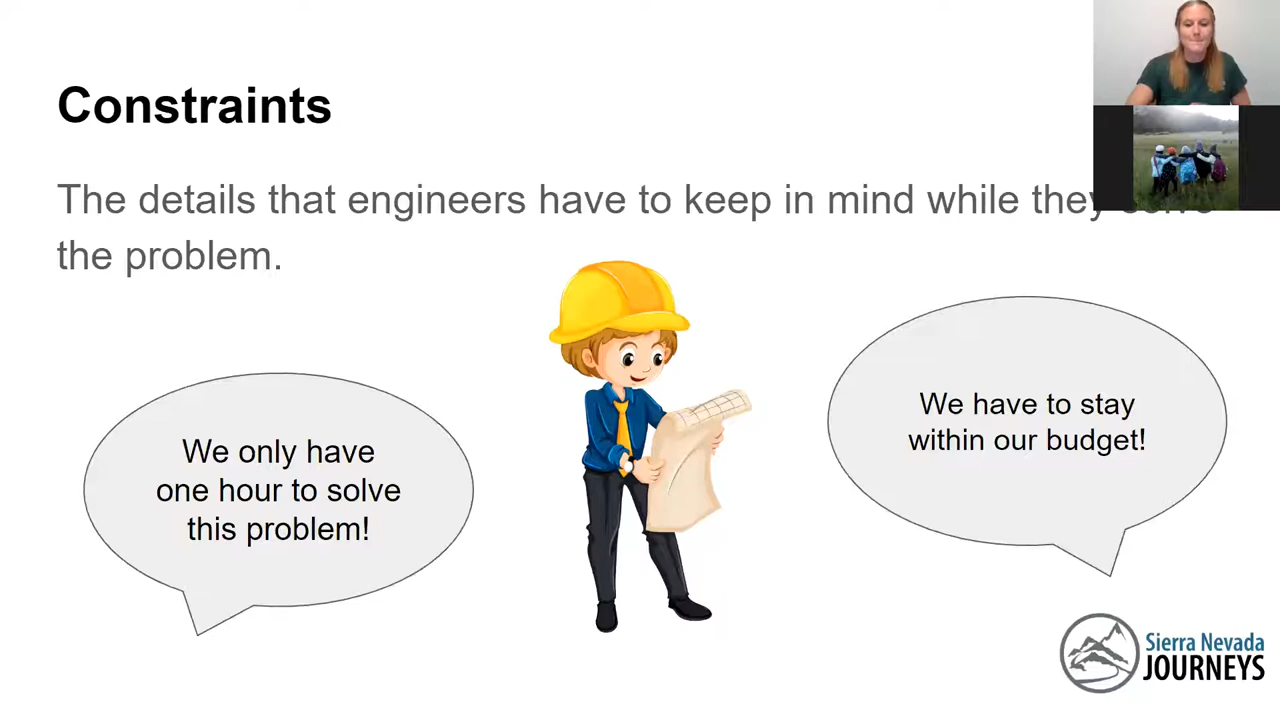 Constraints
The details that engineers have to keep in mind while they solve
the problem.
We have to stay
within our budget!
We only have
one hour to solve
this problem!
Sierra Nevada
JOURNEYS